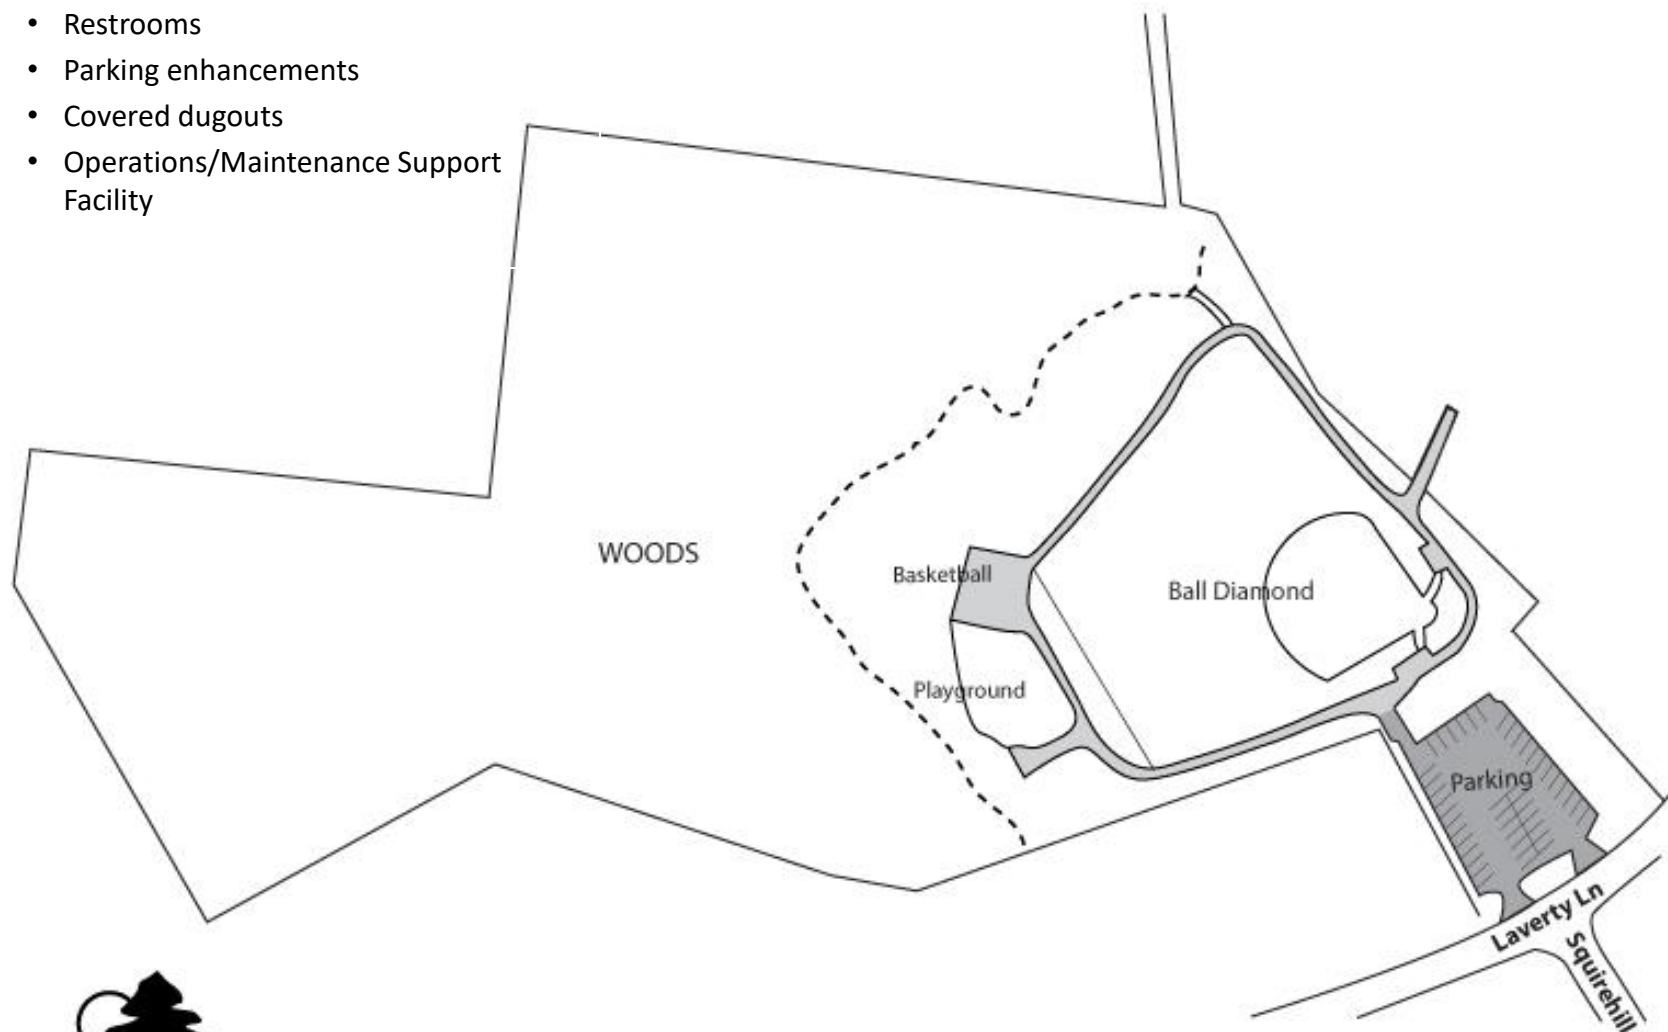 • Restrooms
• Parking enhancements
• Covered dugouts
• Operations/Maintenance Support
Facility
WOODS
Basketball
Ball Diamond
Playground
Parking
Laverty Ln
Squirehill